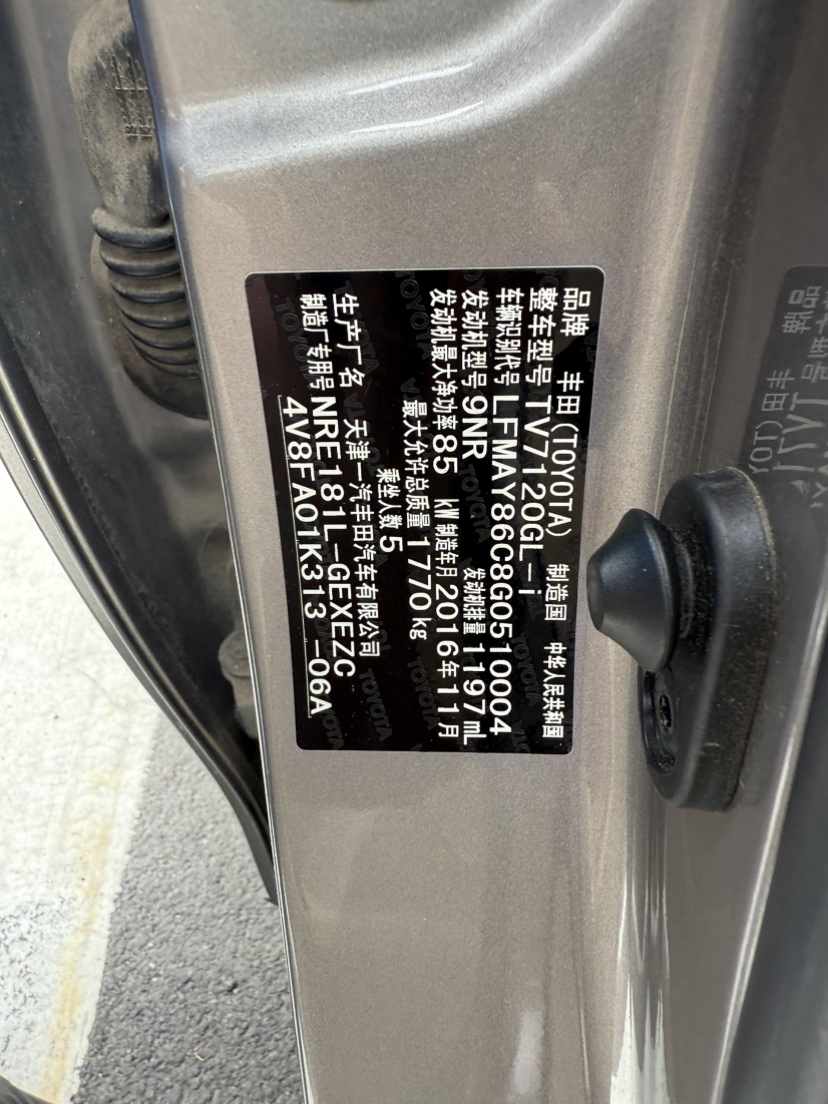 品牌 丰田(TOYOTA) 制造国 中华人民共和国
整车型号 TV7120GL-i
车辆识别代号 LFMAY86C8G0510004
发动机型号 9NR 发动机排量 1197 mL
发动机最大净功率 85 kW 制造年月 2016年11月
最大允许总质量 1770 kg
乘坐人数 5
生产厂名 天津一汽丰田汽车有限公司
制造厂专用号 NRE181L-GEXEZC
4V8FA01K313 -06A